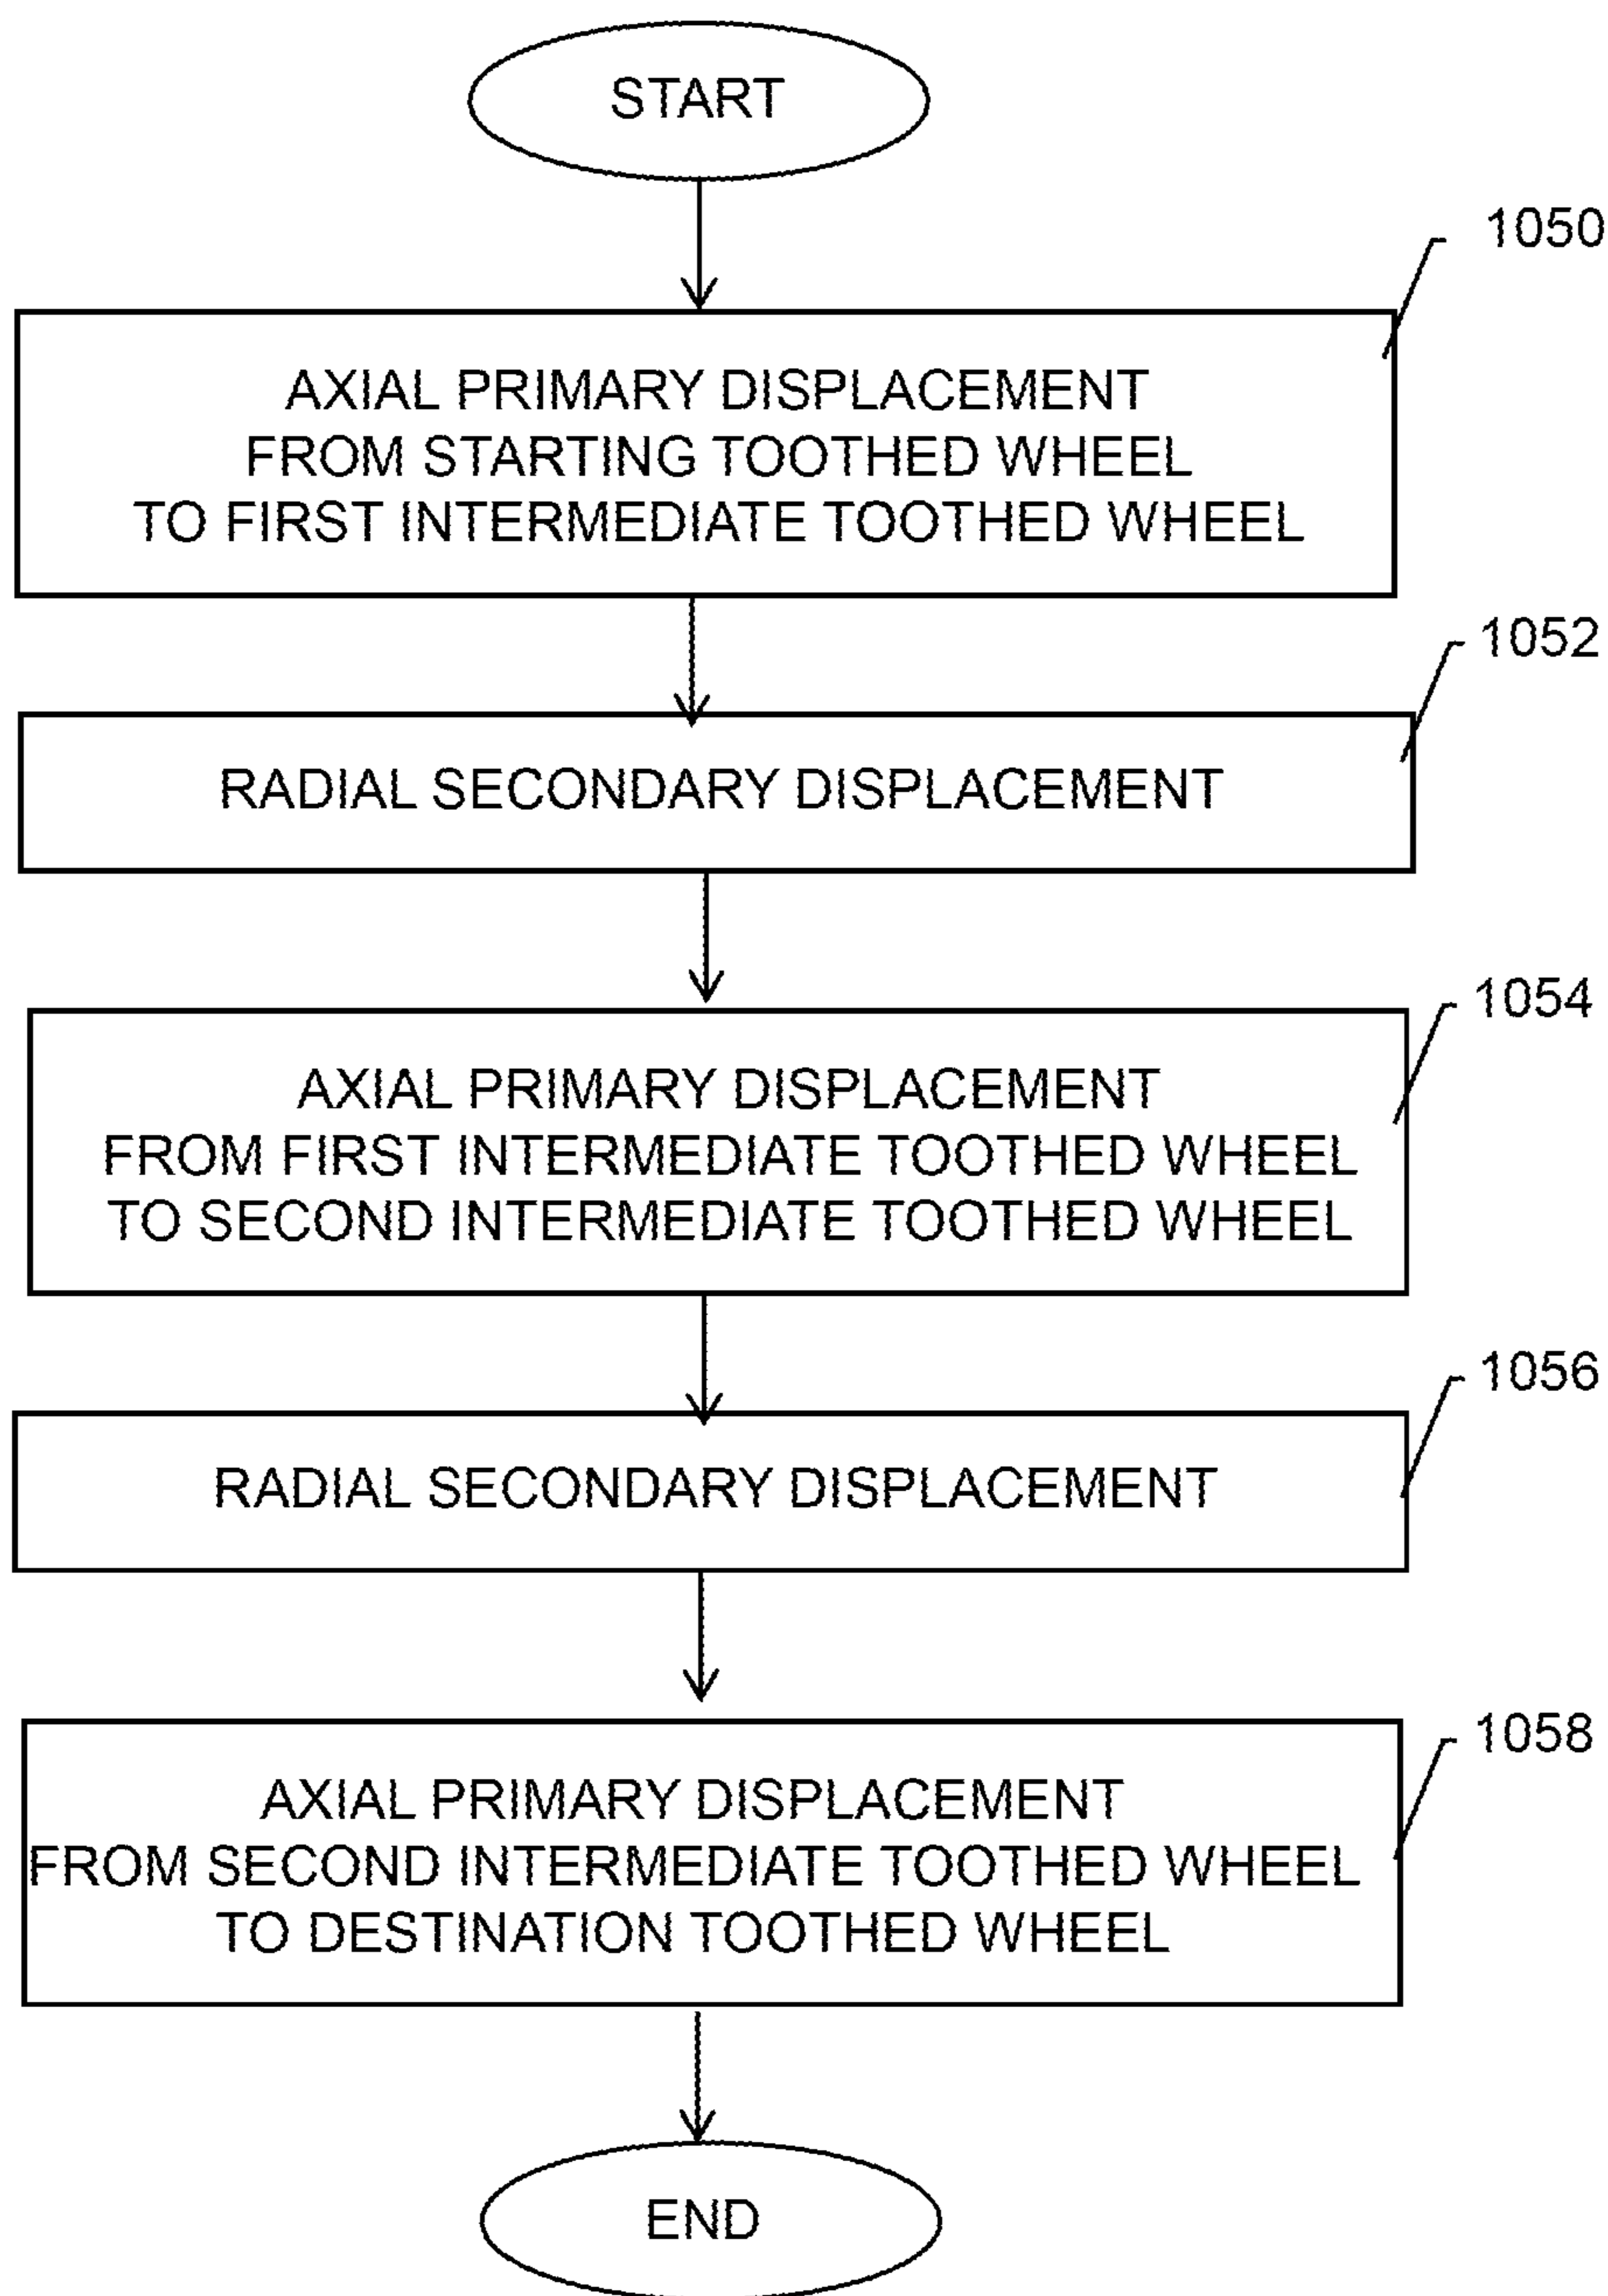 START
1050
AXIAL PRIMARY DISPLACEMENT
FROM STARTING TOOTHED WHEEL
TO FIRST INTERMEDIATE TOOTHED WHEEL
1052
RADIAL SECONDARY DISPLACEMENT
1054
AXIAL PRIMARY DISPLACEMENT
FROM FIRST INTERMEDIATE TOOTHED WHEEL
TO SECOND INTERMEDIATE TOOTHED WHEEL
1056
RADIAL SECONDARY DISPLACEMENT
1058
AXIAL PRIMARY DISPLACEMENT
FROM SECOND INTERMEDIATE TOOTHED WHEEL
TO DESTINATION TOOTHED WHEEL
END